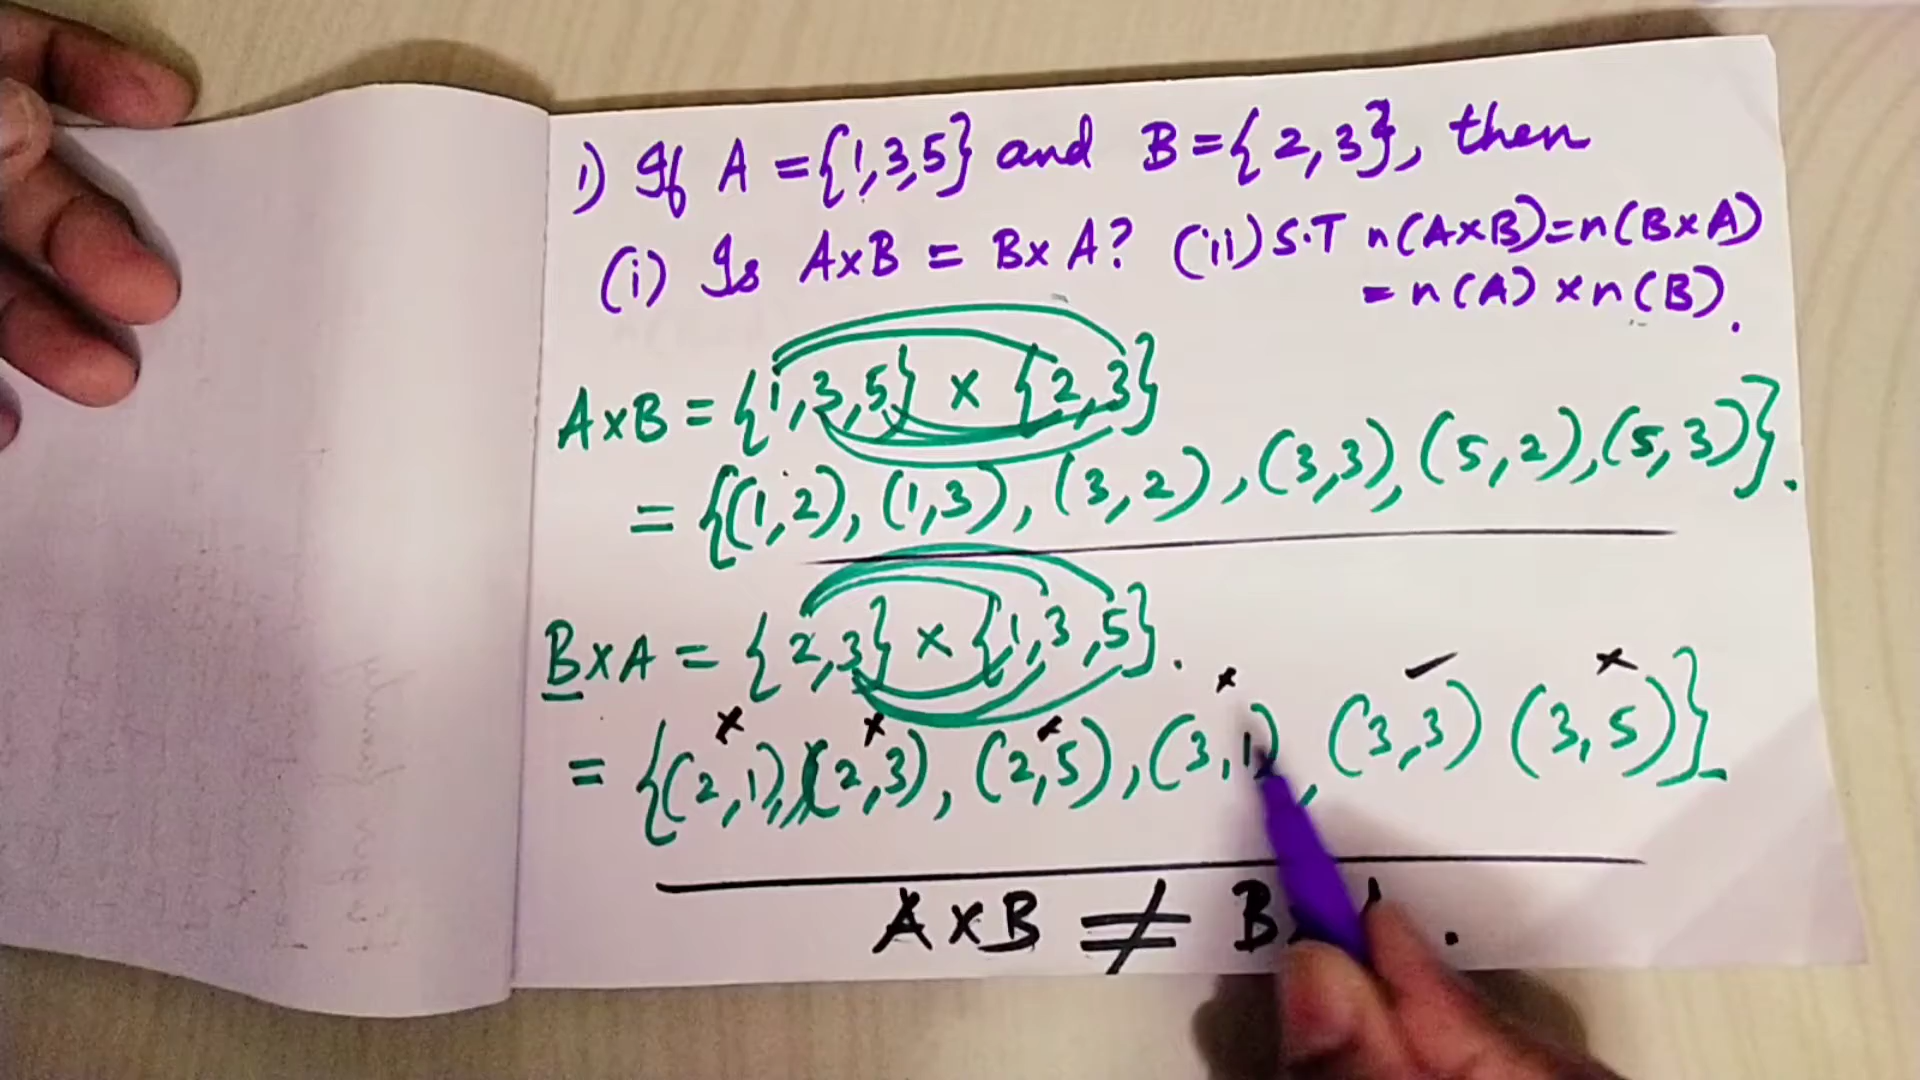 1) If A = {1,3,5} and B = {2,3}, then
(i) Is A×B = B×A? (ii) S.T n(A×B)=n(B×A)
= n(A) × n(B).
A×B = {1,3,5} × {2,3}
= {(1,2), (1,3), (3,2), (3,3), (5,2), (5,3)}.
B×A = {2,3} × {1,3,5}.
= {(2,1), (2,3), (2,5), (3,1), (3,3) (3,5)}
A×B ≠ B